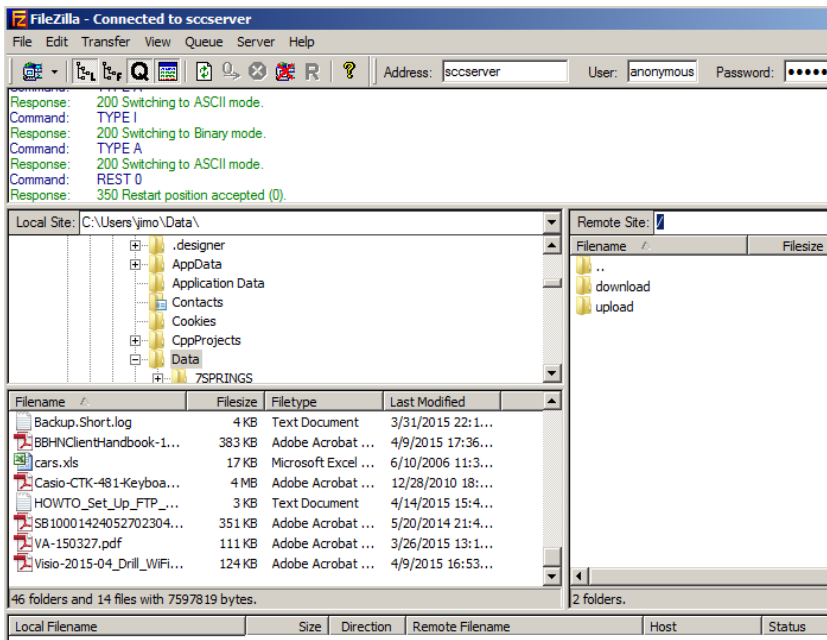 FileZilla - Connected to sccserver
File Edit Transfer View Queue Server Help
Address: sccserver User: anonymous Password: •••••
Response: 200 Switching to ASCII mode.
Command: TYPE I
Response: 200 Switching to Binary mode.
Command: TYPE A
Response: 200 Switching to ASCII mode.
Command: REST 0
Response: 350 Restart position accepted (0).
Local Site: C:\Users\jimo\Data\
.designer
AppData
Application Data
Contacts
Cookies
CppProjects
Data
7SPRINGS
Filename Filesize Filetype Last Modified
Backup.Short.log 4 KB Text Document 3/31/2015 22:1...
BBHNClientHandbook-1... 383 KB Adobe Acrobat ... 4/9/2015 17:36...
cars.xls 17 KB Microsoft Excel ... 6/10/2006 11:3...
Casio-CTK-481-Keyboa... 4 MB Adobe Acrobat ... 12/28/2010 18:...
HOWTO_Set_Up_FTP_... 3 KB Text Document 4/14/2015 15:4...
SB10001424052702304... 351 KB Adobe Acrobat ... 5/20/2014 21:4...
VA-150327.pdf 111 KB Adobe Acrobat ... 3/26/2015 13:1...
Visio-2015-04_Drill_WiFi... 124 KB Adobe Acrobat ... 4/9/2015 16:53...
46 folders and 14 files with 7597819 bytes.
Remote Site: /
Filename Filesize
..
download
upload
2 folders.
Local Filename Size Direction Remote Filename Host Status